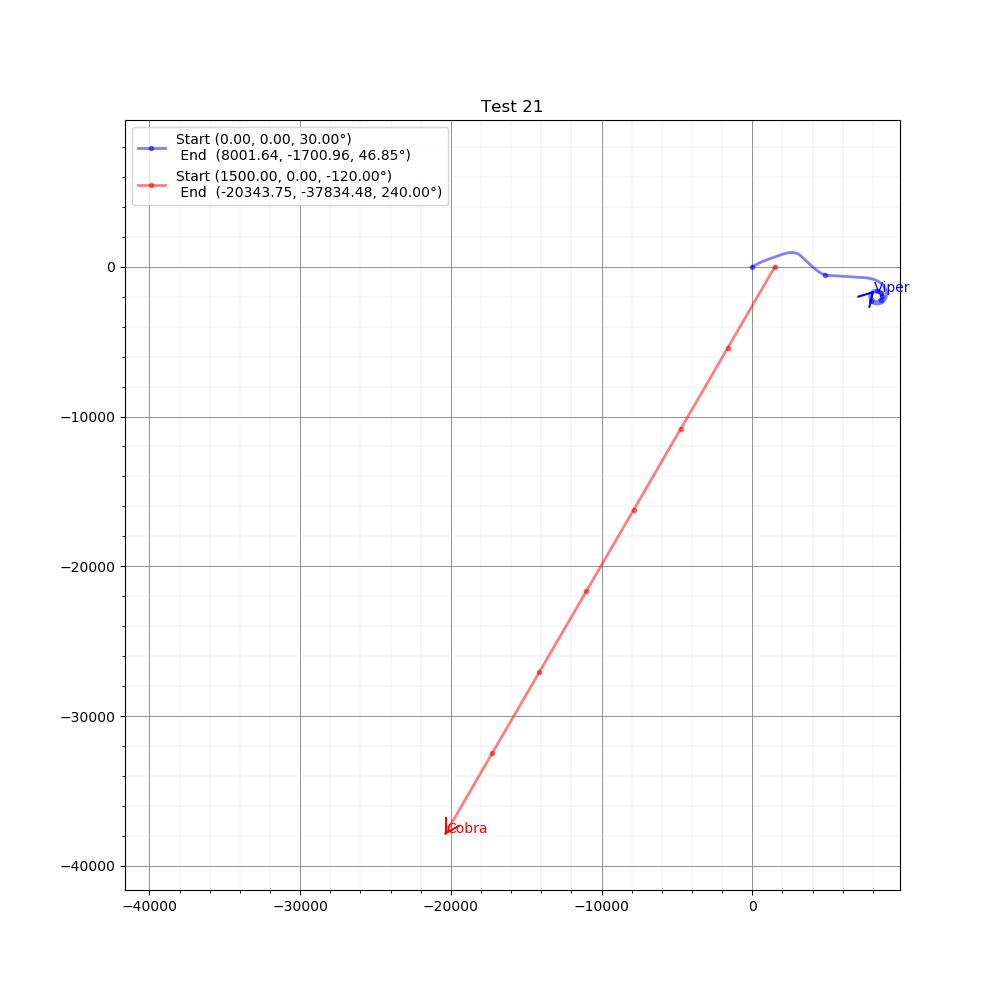 Test 21
Start (0.00, 0.00, 30.00°)
End (8001.64, -1700.96, 46.85°)
Start (1500.00, 0.00, -120.00°)
End (-20343.75, -37834.48, 240.00°)
0
Viper
−10000
−20000
−30000
Cobra
−40000
−40000 −30000 −20000 −10000 0